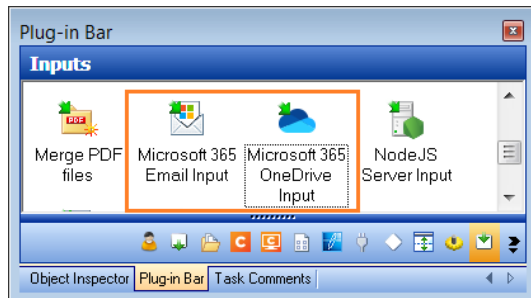 Plug-in Bar
Inputs
PDF
Merge PDF
files
Microsoft 365
Email Input
Microsoft 365
OneDrive
Input
NodeJS
Server Input
C
C
Object Inspector
Plug-in Bar
Task Comments